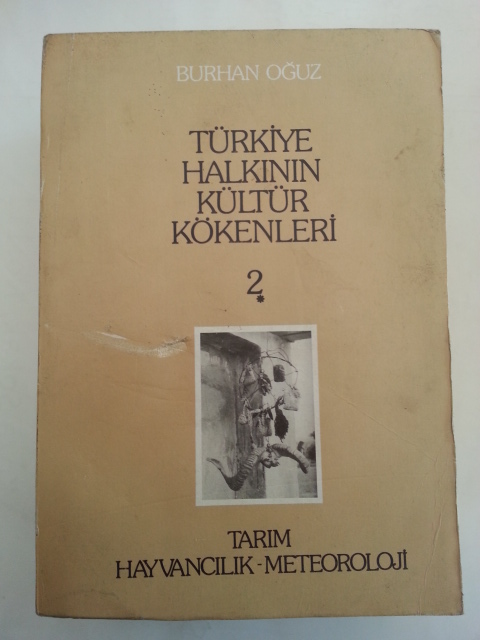 BURHAN OĞUZ
TÜRKİYE
HALKININ
KÜLTÜR
KÖKENLERİ
2
*
TARIM
HAYVANCILIK - METEOROLOJİ